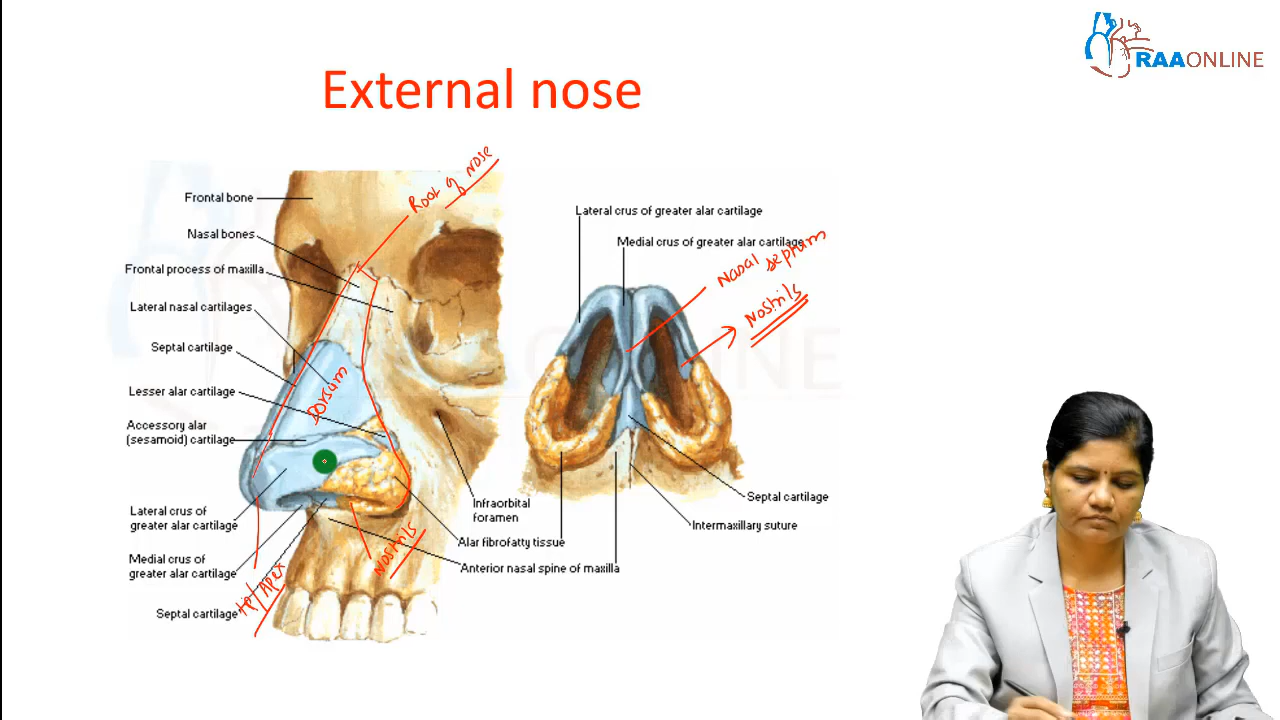 RAAONLINE
External nose
Root of nose
Frontal bone
Nasal bones
Frontal process of maxilla
Lateral nasal cartilages
Septal cartilage
Lesser alar cartilage
Accessory alar
(sesamoid) cartilage
Lateral crus of
greater alar cartilage
Medial crus of
greater alar cartilage
Septal cartilage
Dorsum
Tip/Apex
Nostrils
Infraorbital
foramen
Alar fibrofatty tissue
Anterior nasal spine of maxilla
Lateral crus of greater alar cartilage
Medial crus of greater alar cartilage
Nasal septum
Nostrils
Septal cartilage
Intermaxillary suture